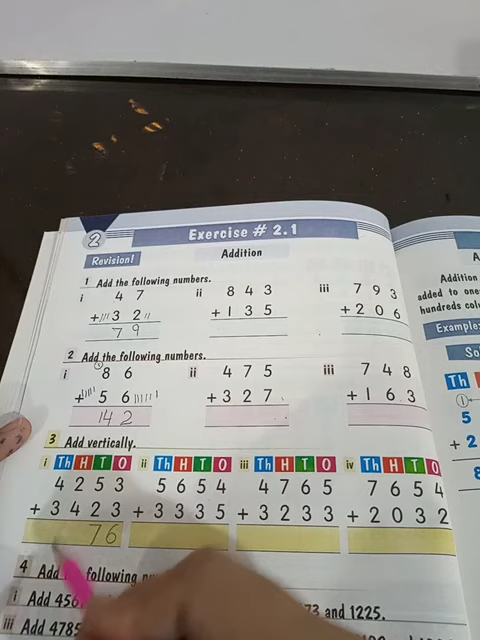 2 Exercise # 2.1
Revision! Addition
1 Add the following numbers.
i 4 7 ii 8 4 3 iii 7 9 3
+ 3 2 + 1 3 5 + 2 0 6
7 9
2 Add the following numbers.
i 8 6 ii 4 7 5 iii 7 4 8
+ 5 6 + 3 2 7 + 1 6 3
1 4 2
3 Add vertically.
i Th H T O ii Th H T O iii Th H T O iv Th H T O
4 2 5 3 5 6 5 4 4 7 6 5 7 6 5 4
+ 3 4 2 3 + 3 3 3 5 + 3 2 3 3 + 2 0 3 2
7 6
4 Add following
i Add and 1225.
iii Add 4785
Addition
added to
hundreds
Example
Th
1
5
+ 2
8